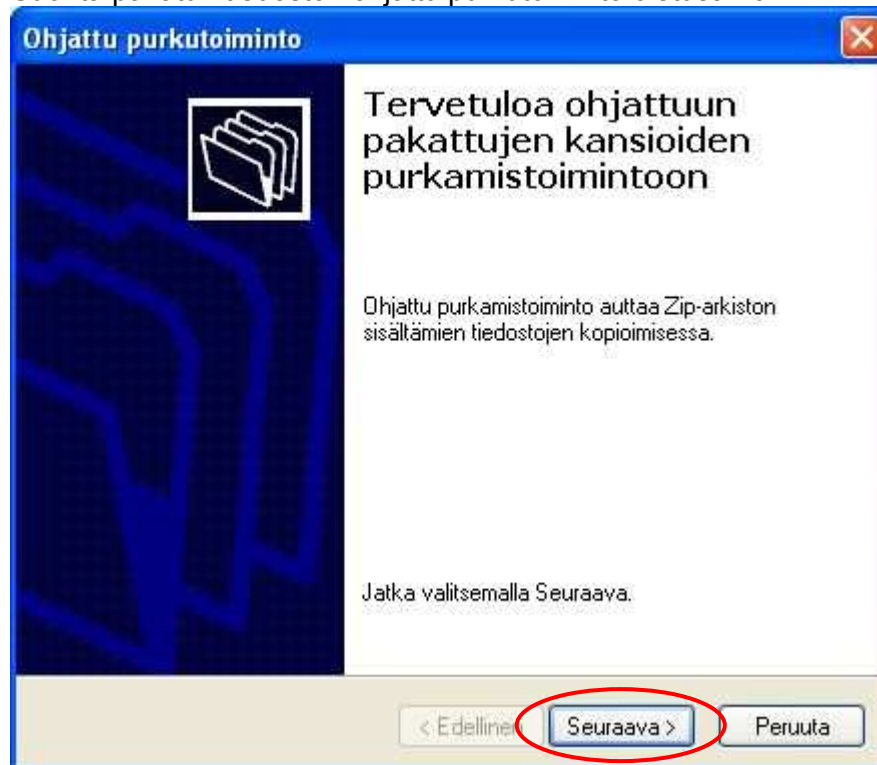 Ohjattu purkutoiminto
Tervetuloa ohjattuun
pakattujen kansioiden
purkamistoimintoon
Ohjattu purkamistoiminto auttaa Zip-arkiston
sisältämien tiedostojen kopioimisessa.
Jatka valitsemalla Seuraava.
< Edellinen Seuraava > Peruuta